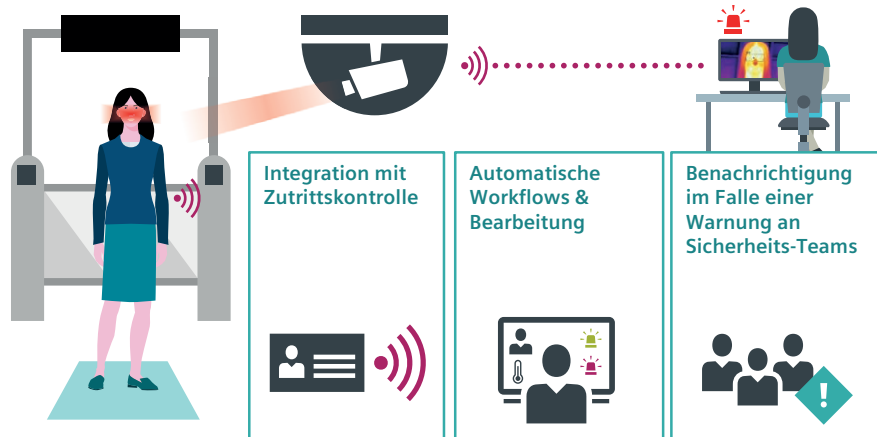 Integration mit
Zutrittskontrolle
Automatische
Workflows &
Bearbeitung
Benachrichtigung
im Falle einer
Warnung an
Sicherheits-Teams
!